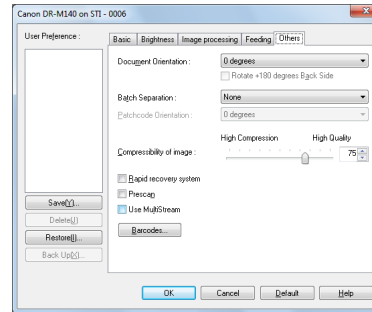 Canon DR-M140 on STI - 0006
User Preference :
Save(Y)...
Delete(J)
Restore(I)...
Back Up(X)...
Basic Brightness Image processing Feeding Others
Document Orientation : 0 degrees
Rotate +180 degrees Back Side
Batch Separation : None
Patchcode Orientation : 0 degrees
High Compression High Quality
Compressibility of image : 75
Rapid recovery system
Prescan
Use MultiStream
Barcodes...
OK Cancel Default Help